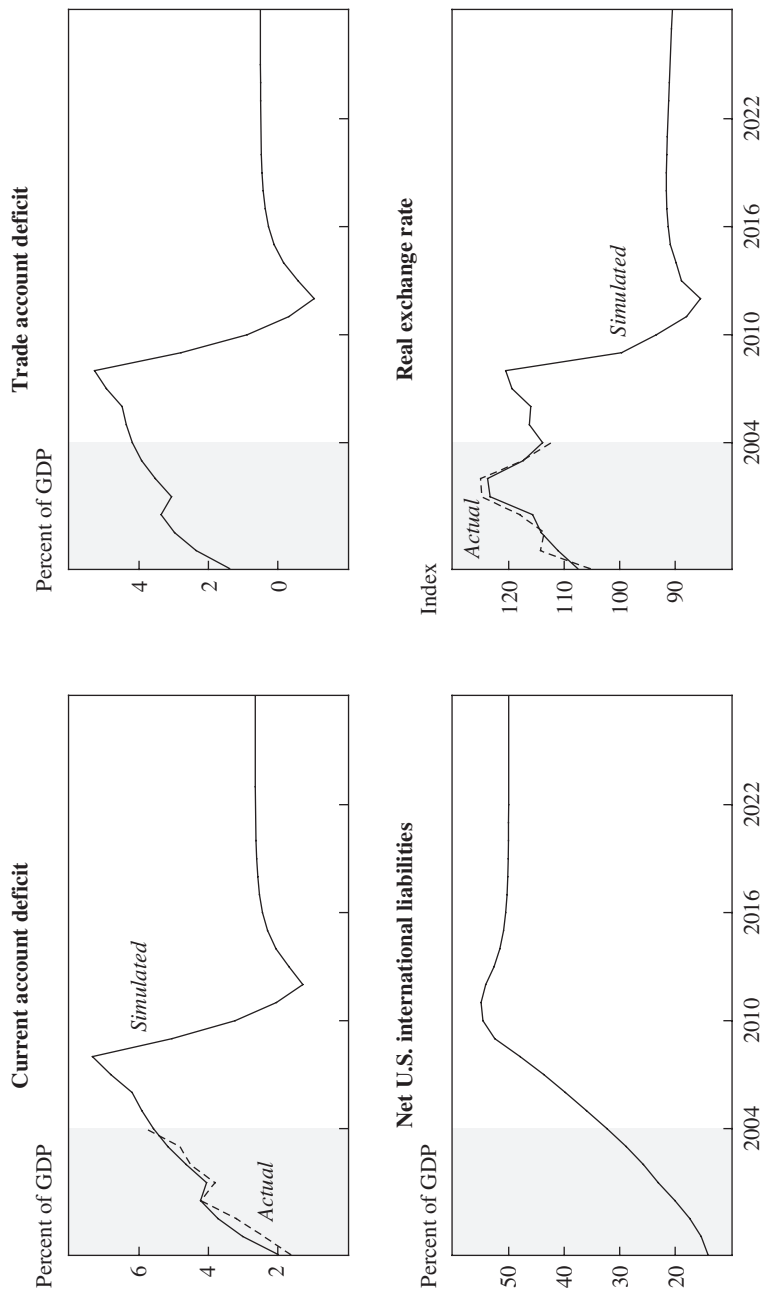 Current account deficit
Percent of GDP
6
4
2
Simulated
Actual
Trade account deficit
Percent of GDP
4
2
0
Net U.S. international liabilities
Percent of GDP
50
40
30
20
2004
2010
2016
2022
Real exchange rate
Index
120
110
100
90
Actual
Simulated
2004
2010
2016
2022